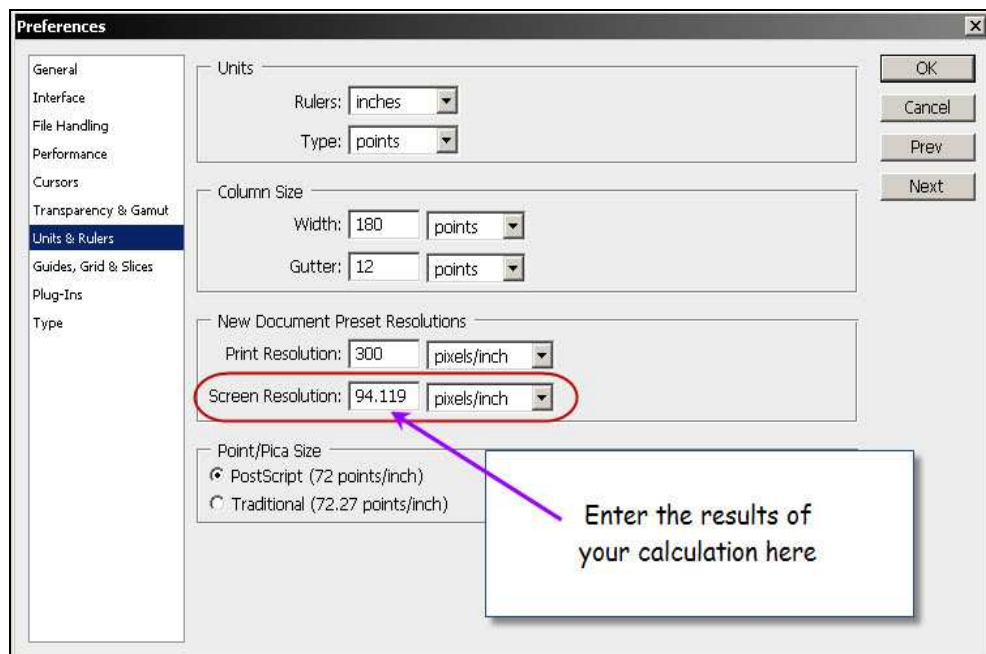 Preferences
General
Interface
File Handling
Performance
Cursors
Transparency & Gamut
Units & Rulers
Guides, Grid & Slices
Plug-Ins
Type
Units
Rulers: inches
Type: points
Column Size
Width: 180 points
Gutter: 12 points
New Document Preset Resolutions
Print Resolution: 300 pixels/inch
Screen Resolution: 94.119 pixels/inch
Point/Pica Size
PostScript (72 points/inch)
Traditional (72.27 points/inch)
Enter the results of
your calculation here
OK
Cancel
Prev
Next